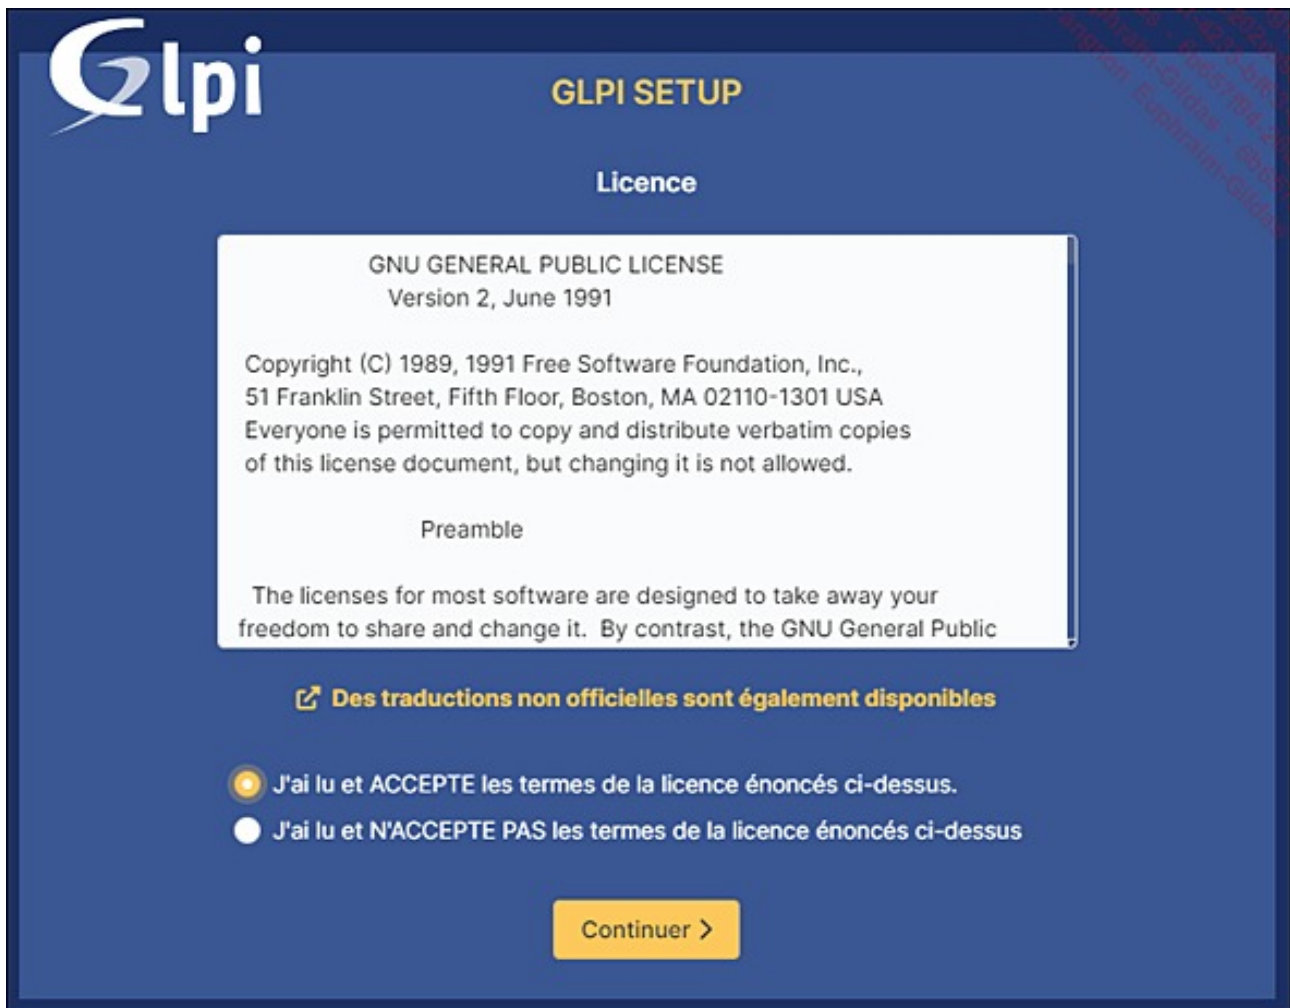 Glpi
GLPI SETUP
Licence
GNU GENERAL PUBLIC LICENSE
Version 2, June 1991
Copyright (C) 1989, 1991 Free Software Foundation, Inc.,
51 Franklin Street, Fifth Floor, Boston, MA 02110-1301 USA
Everyone is permitted to copy and distribute verbatim copies
of this license document, but changing it is not allowed.
Preamble
The licenses for most software are designed to take away your
freedom to share and change it.  By contrast, the GNU General Public
Des traductions non officielles sont également disponibles
J'ai lu et ACCEPTE les termes de la licence énoncés ci-dessus.
J'ai lu et N'ACCEPTE PAS les termes de la licence énoncés ci-dessus
Continuer >